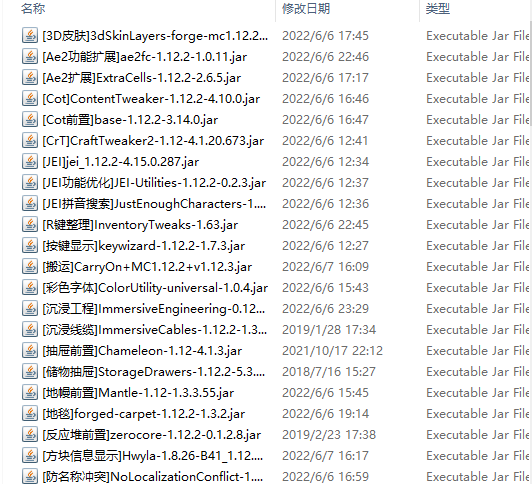 名称 修改日期 类型
[3D皮肤]3dSkinLayers-forge-mc1.12.2... 2022/6/6 17:45 Executable Jar File
[Ae2功能扩展]ae2fc-1.12.2-1.0.11.jar 2022/6/6 22:46 Executable Jar File
[Ae2扩展]ExtraCells-1.12.2-2.6.5.jar 2022/6/6 17:17 Executable Jar File
[Cot]ContentTweaker-1.12.2-4.10.0.jar 2022/6/6 16:46 Executable Jar File
[Cot前置]base-1.12.2-3.14.0.jar 2022/6/6 16:47 Executable Jar File
[CrT]CraftTweaker2-1.12-4.1.20.673.jar 2022/6/6 12:41 Executable Jar File
[JEI]jei_1.12.2-4.15.0.287.jar 2022/6/6 12:34 Executable Jar File
[JEI功能优化]JEI-Utilities-1.12.2-0.2.3.jar 2022/6/6 12:37 Executable Jar File
[JEI拼音搜索]JustEnoughCharacters-1.... 2022/6/6 12:36 Executable Jar File
[R键整理]InventoryTweaks-1.63.jar 2022/6/6 22:45 Executable Jar File
[按键显示]keywizard-1.12.2-1.7.3.jar 2022/6/6 12:27 Executable Jar File
[搬运]CarryOn+MC1.12.2+v1.12.3.jar 2022/6/7 16:09 Executable Jar File
[彩色字体]ColorUtility-universal-1.0.4.jar 2022/6/6 15:43 Executable Jar File
[沉浸工程]ImmersiveEngineering-0.12... 2022/6/6 23:29 Executable Jar File
[沉浸线缆]ImmersiveCables-1.12.2-1.3... 2019/1/28 17:34 Executable Jar File
[抽屉前置]Chameleon-1.12-4.1.3.jar 2021/10/17 22:12 Executable Jar File
[储物抽屉]StorageDrawers-1.12.2-5.3.... 2018/7/16 15:27 Executable Jar File
[地幔前置]Mantle-1.12-1.3.3.55.jar 2022/6/6 15:45 Executable Jar File
[地毯]forged-carpet-1.12.2-1.3.2.jar 2022/6/6 19:14 Executable Jar File
[反应堆前置]zerocore-1.12.2-0.1.2.8.jar 2019/2/23 17:38 Executable Jar File
[方块信息显示]Hwyla-1.8.26-B41_1.12.... 2022/6/7 16:17 Executable Jar File
[防名称冲突]NoLocalizationConflict-1.... 2022/6/6 16:59 Executable Jar File